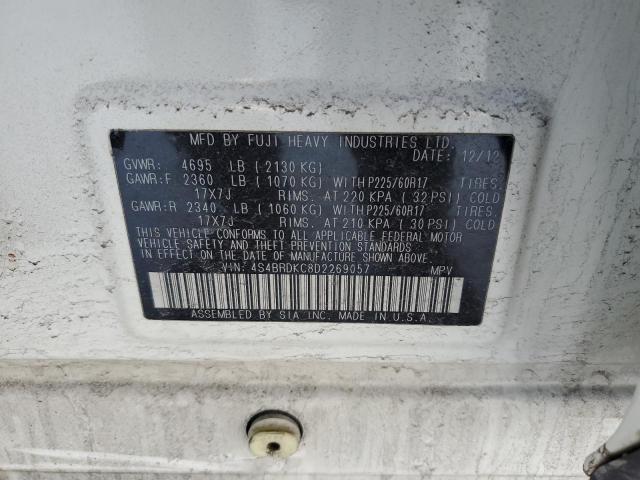 MFD BY FUJI HEAVY INDUSTRIES LTD.
DATE: 12/12
GVWR: 4695 LB (2130 KG)
GAWR:F 2360 LB (1070 KG) WITH P225/60R17 TIRES,
17X7J RIMS, AT 220 KPA (32 PSI) COLD
GAWR:R 2340 LB (1060 KG) WITH P225/60R17 TIRES,
17X7J RIMS, AT 210 KPA (30 PSI) COLD
THIS VEHICLE CONFORMS TO ALL APPLICABLE FEDERAL MOTOR
VEHICLE SAFETY AND THEFT PREVENTION STANDARDS
IN EFFECT ON THE DATE OF MANUFACTURE SHOWN ABOVE.
VIN: 4S4BRDKC8D2269057 MPV
ASSEMBLED BY SIA INC. MADE IN U.S.A.